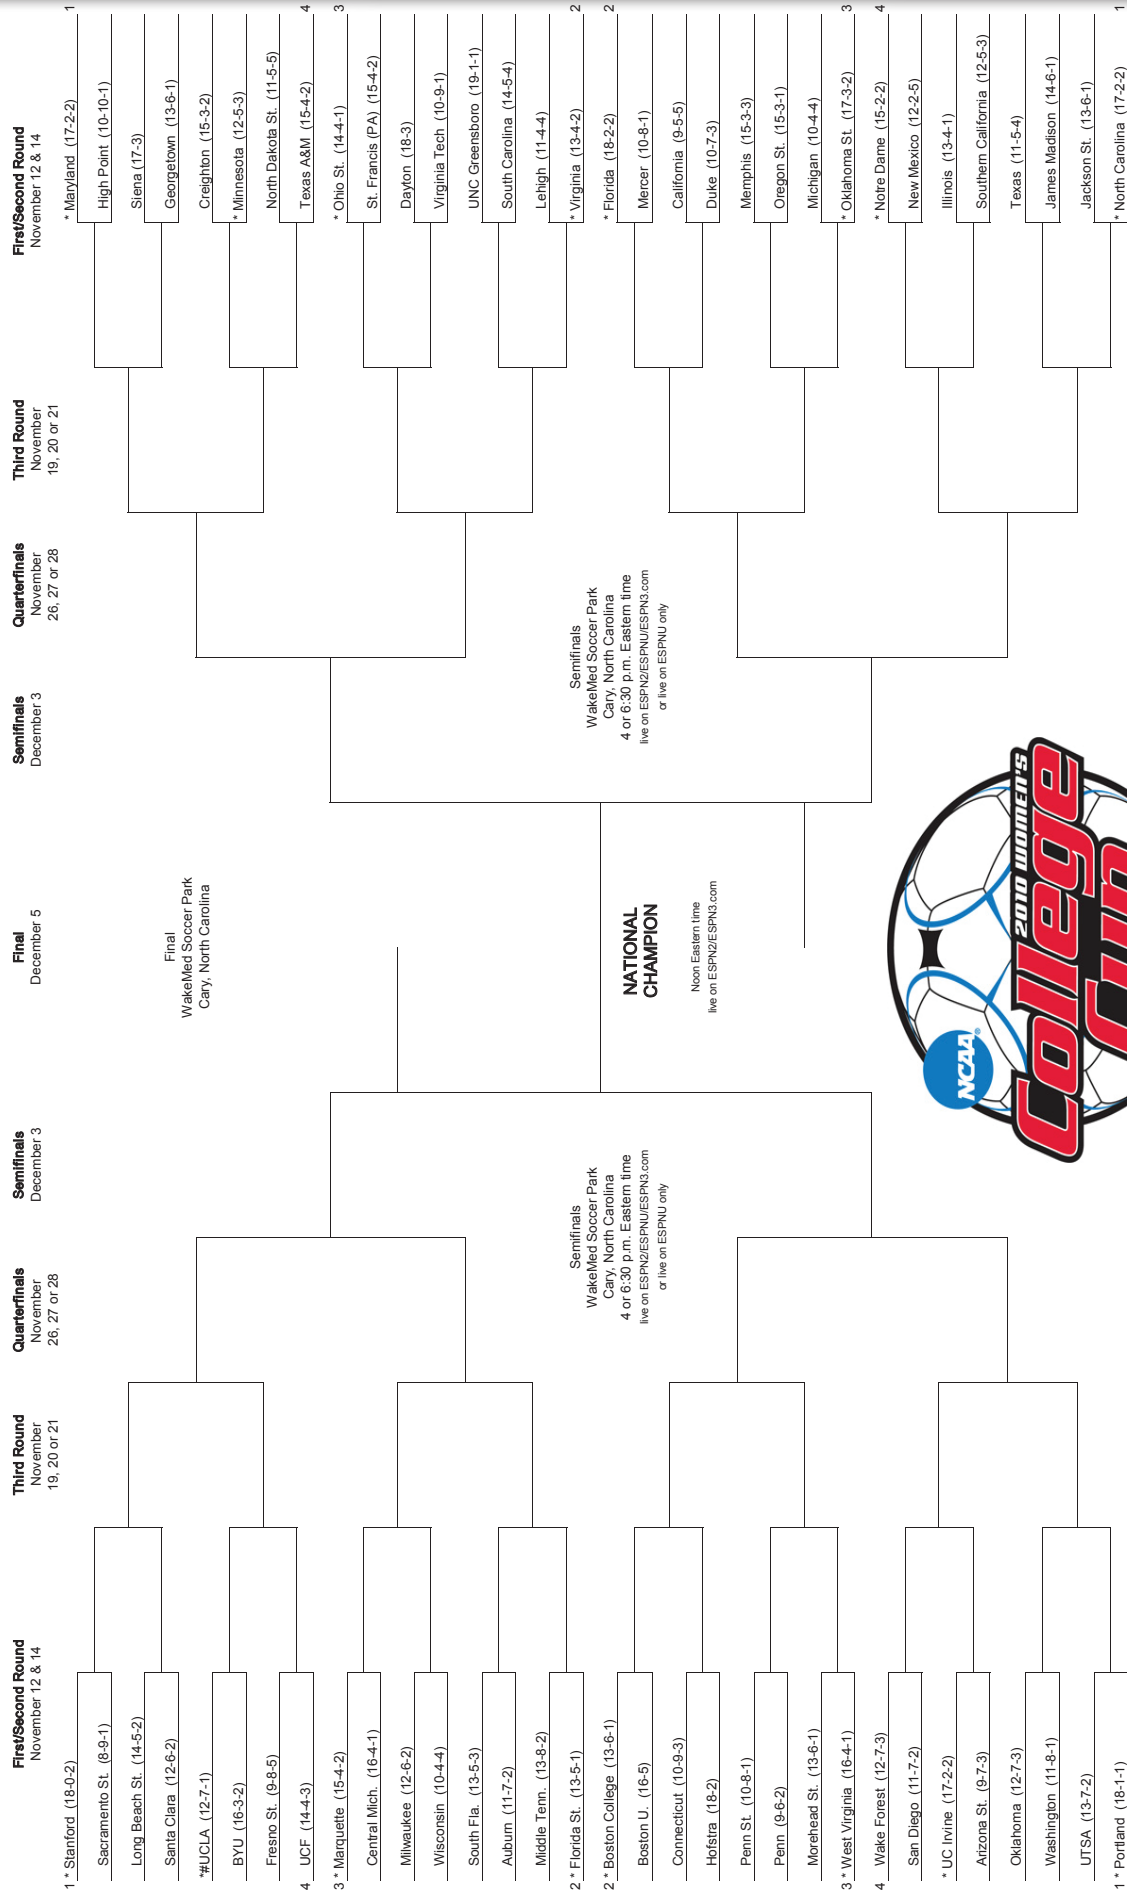 First/Second Round
November 12 & 14
Third Round
November
19, 20 or 21
Quarterfinals
November
26, 27 or 28
Semifinals
December 3
Final
December 5
Semifinals
December 3
Quarterfinals
November
26, 27 or 28
Third Round
November
19, 20 or 21
First/Second Round
November 12 & 14
1 * Stanford (18-0-2)
Sacramento St. (8-9-1)
Long Beach St. (14-5-2)
Santa Clara (12-6-2)
*#UCLA (12-7-1)
BYU (16-3-2)
Fresno St. (9-8-5)
4 UCF (14-4-3)
3 * Marquette (15-4-2)
Central Mich. (16-4-1)
Milwaukee (12-6-2)
Wisconsin (10-4-4)
South Fla. (13-5-3)
Auburn (11-7-2)
Middle Tenn. (13-8-2)
2 * Florida St. (13-5-1)
2 * Boston College (13-6-1)
Boston U. (16-5)
Connecticut (10-9-3)
Hofstra (18-2)
Penn St. (10-8-1)
Penn (9-6-2)
Morehead St. (13-6-1)
3 * West Virginia (16-4-1)
4 Wake Forest (12-7-3)
San Diego (11-7-2)
* UC Irvine (17-2-2)
Arizona St. (9-7-3)
Oklahoma (12-7-3)
Washington (11-8-1)
UTSA (13-7-2)
1 * Portland (18-1-1)
Semifinals
WakeMed Soccer Park
Cary, North Carolina
4 or 6:30 p.m. Eastern time
live on ESPN2/ESPNU/ESPN3.com
or live on ESPNU only
Final
WakeMed Soccer Park
Cary, North Carolina
NATIONAL
CHAMPION
Noon Eastern time
live on ESPN2/ESPN3.com
NCAA®
2010 WOMEN'S
College
Cup
Semifinals
WakeMed Soccer Park
Cary, North Carolina
4 or 6:30 p.m. Eastern time
live on ESPN2/ESPNU/ESPN3.com
or live on ESPNU only
* Maryland (17-2-2) 1
High Point (10-10-1)
Siena (17-3)
Georgetown (13-6-1)
Creighton (15-3-2)
* Minnesota (12-5-3)
North Dakota St. (11-5-5)
Texas A&M (15-4-2) 4
* Ohio St. (14-4-1) 3
St. Francis (PA) (15-4-2)
Dayton (18-3)
Virginia Tech (10-9-1)
UNC Greensboro (19-1-1)
South Carolina (14-5-4)
Lehigh (11-4-4)
* Virginia (13-4-2) 2
* Florida (18-2-2) 2
Mercer (10-8-1)
California (9-5-5)
Duke (10-7-3)
Memphis (15-3-3)
Oregon St. (15-3-1)
Michigan (10-4-4)
* Oklahoma St. (17-3-2) 3
* Notre Dame (15-2-2) 4
New Mexico (12-2-5)
Illinois (13-4-1)
Southern California (12-5-3)
Texas (11-5-4)
James Madison (14-6-1)
Jackson St. (13-6-1)
* North Carolina (17-2-2) 1